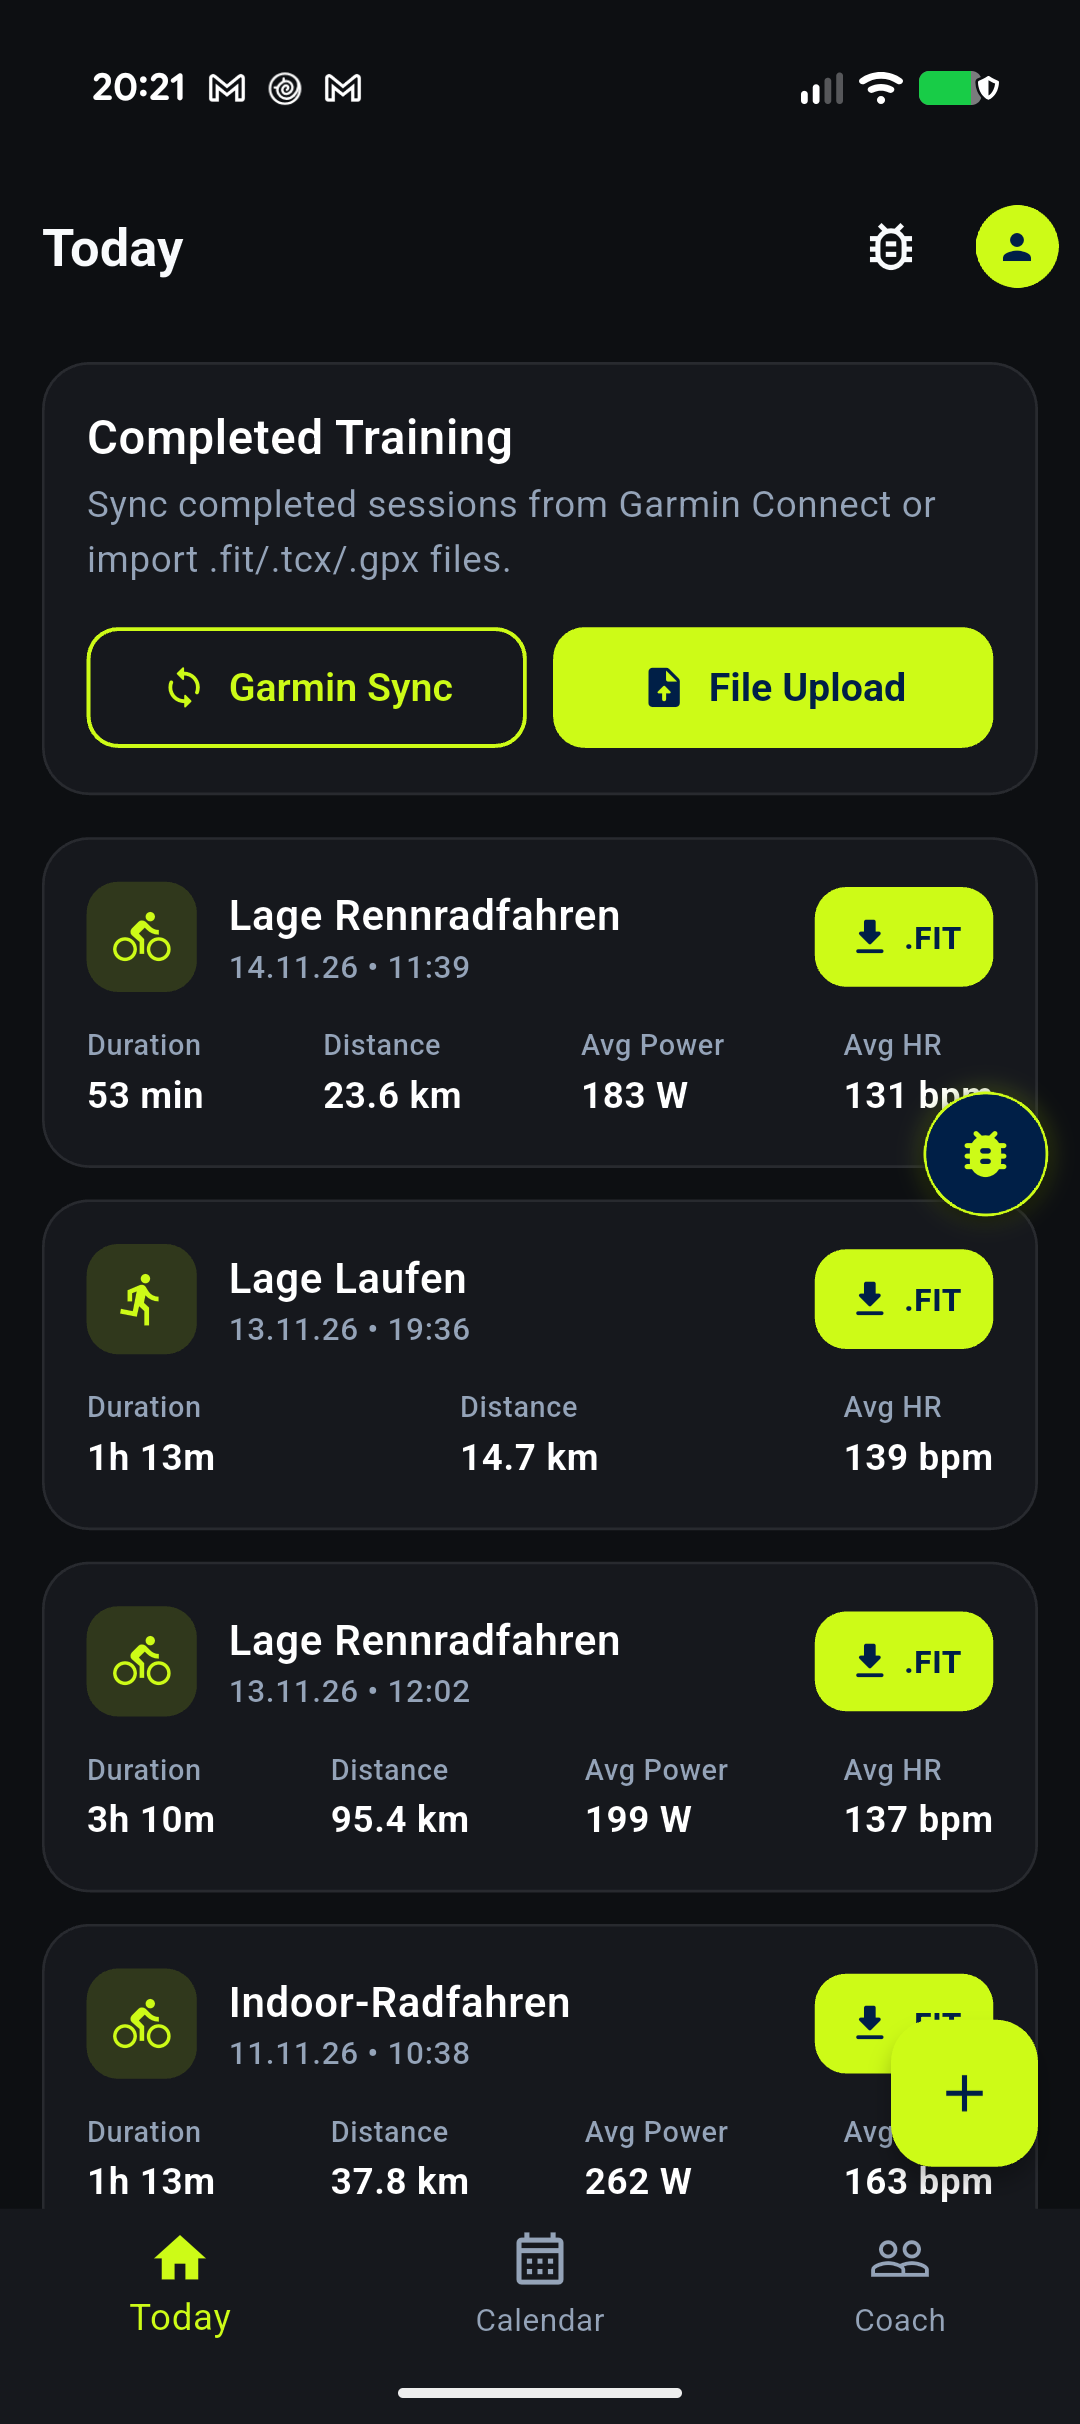 20:21
Today
Completed Training
Sync completed sessions from Garmin Connect or
import .fit/.tcx/.gpx files.
Garmin Sync File Upload
Lage Rennradfahren
14.11.26 • 11:39
.FIT
Duration Distance Avg Power Avg HR
53 min 23.6 km 183 W 131 bpm
Lage Laufen
13.11.26 • 19:36
.FIT
Duration Distance Avg HR
1h 13m 14.7 km 139 bpm
Lage Rennradfahren
13.11.26 • 12:02
.FIT
Duration Distance Avg Power Avg HR
3h 10m 95.4 km 199 W 137 bpm
Indoor-Radfahren
11.11.26 • 10:38
.FIT
Duration Distance Avg Power Avg
1h 13m 37.8 km 262 W 163 bpm
Today Calendar Coach